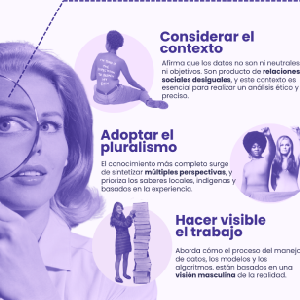 Considerar el
contexto
Afirma que los datos no son ni neutrales
ni objetivos. Son producto de relaciones
sociales desiguales, y este contexto es
esencial para realizar un análisis ético y
preciso.
Adoptar el
pluralismo
El conocimiento más completo surge
de sintetizar múltiples perspectivas, y
prioriza los saberes locales, indígenas y
basados en la experiencia.
Hacer visible
el trabajo
Aborda cómo el proceso del manejo
de datos, los modelos y los
algoritmos, están basados en una
visión masculina de la realidad.